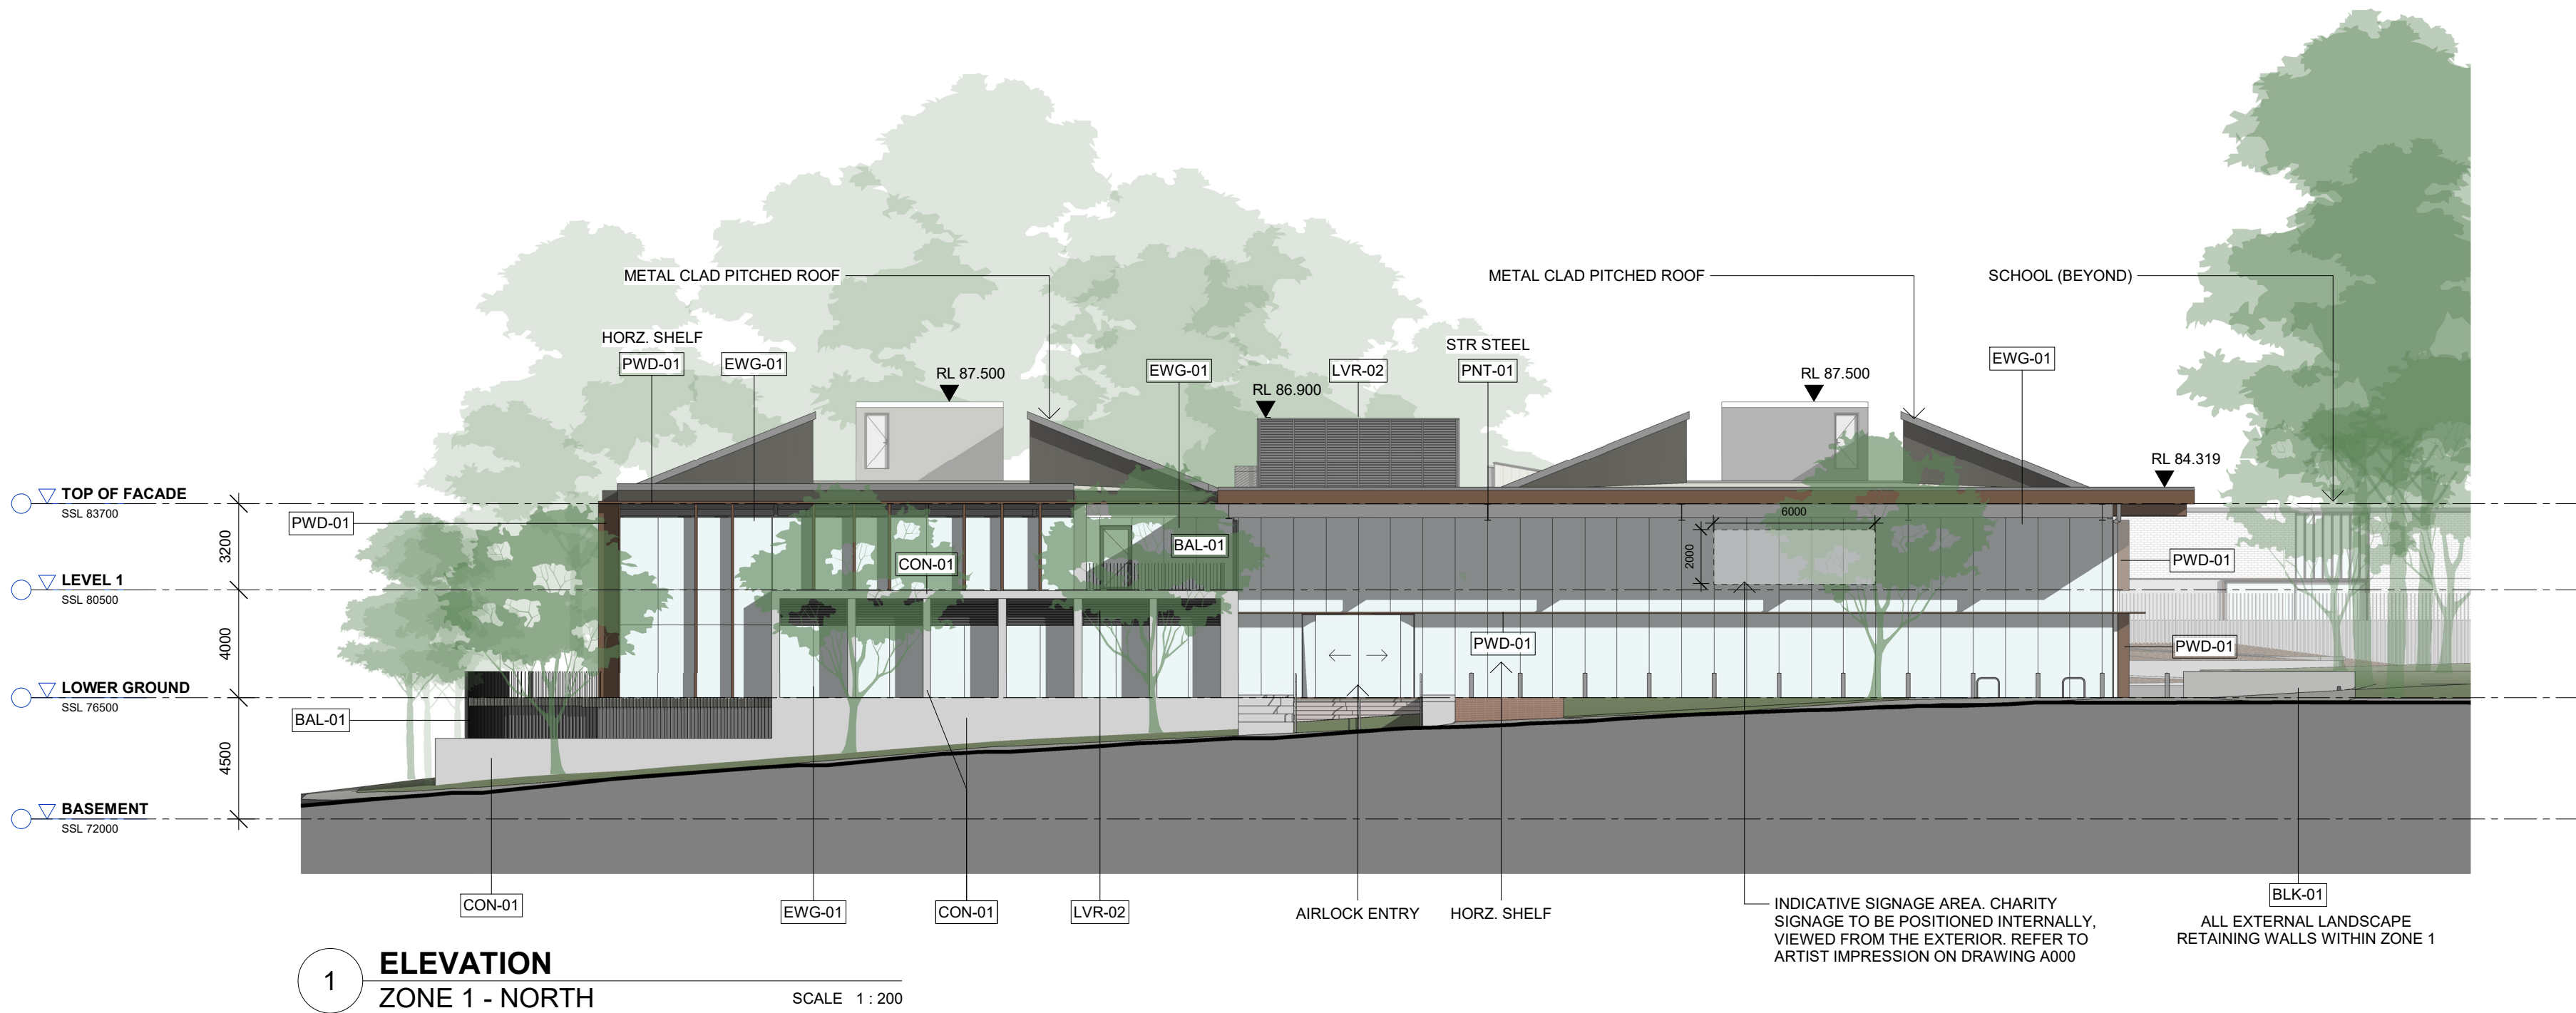 METAL CLAD PITCHED ROOF
METAL CLAD PITCHED ROOF
SCHOOL (BEYOND)
HORZ. SHELF
PWD-01
EWG-01
RL 87.500
EWG-01
RL 86.900
LVR-02
STR STEEL
PNT-01
RL 87.500
EWG-01
RL 84.319
TOP OF FACADE
SSL 83700
PWD-01
3200
BAL-01
CON-01
6000
2000
PWD-01
LEVEL 1
SSL 80500
4000
PWD-01
PWD-01
LOWER GROUND
SSL 76500
BAL-01
4500
BASEMENT
SSL 72000
CON-01
EWG-01
CON-01
LVR-02
AIRLOCK ENTRY
HORZ. SHELF
INDICATIVE SIGNAGE AREA. CHARITY
SIGNAGE TO BE POSITIONED INTERNALLY,
VIEWED FROM THE EXTERIOR. REFER TO
ARTIST IMPRESSION ON DRAWING A000
BLK-01
ALL EXTERNAL LANDSCAPE
RETAINING WALLS WITHIN ZONE 1
1
ELEVATION
ZONE 1 - NORTH
SCALE 1 : 200